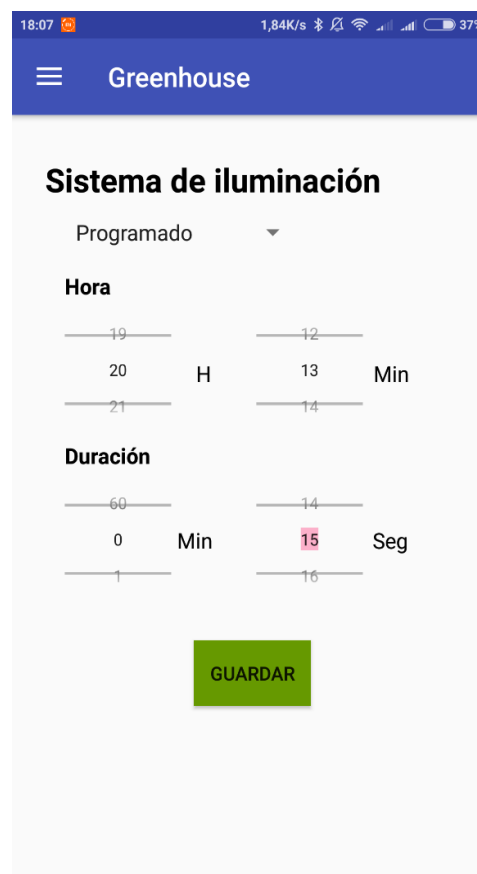 18:07 1,84K/s 37%
Greenhouse
Sistema de iluminación
Programado
Hora
19 12
20 H 13 Min
21 14
Duración
60 14
0 Min 15 Seg
1 16
GUARDAR